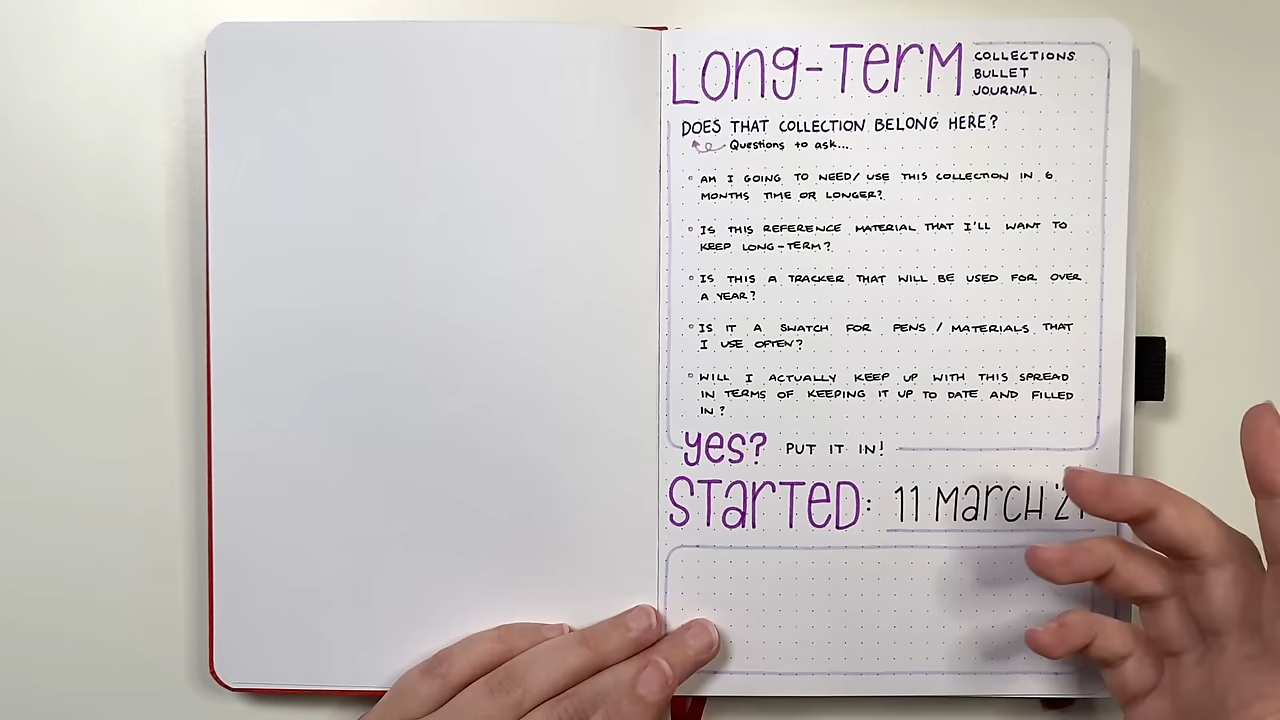 Long-Term
COLLECTIONS
BULLET
JOURNAL
DOES THAT COLLECTION BELONG HERE?
Questions to ask...
AM I GOING TO NEED/USE THIS COLLECTION IN 6
MONTHS TIME OR LONGER?
IS THIS REFERENCE MATERIAL THAT I'LL WANT TO
KEEP LONG-TERM?
IS THIS A TRACKER THAT WILL BE USED FOR OVER
A YEAR?
IS IT A SWATCH FOR PENS / MATERIALS THAT
I USE OFTEN?
WILL I ACTUALLY KEEP UP WITH THIS SPREAD
IN TERMS OF KEEPING IT UP TO DATE AND FILLED
IN?
yes? PUT IT IN!
STarTED: 11 March